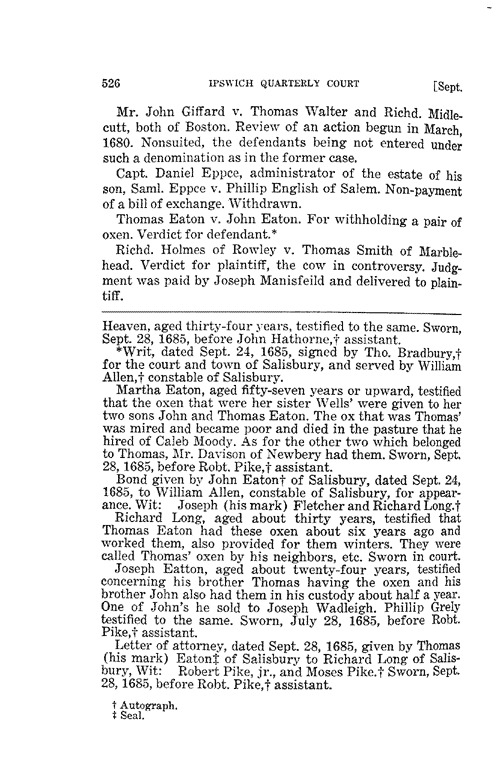 526 IPSWICH QUARTERLY COURT [Sept.
Mr. John Giffard v. Thomas Walter and Richd. Midle-
cutt, both of Boston. Review of an action begun in March,
1680. Nonsuited, the defendants being not entered under
such a denomination as in the former case.
Capt. Daniel Eppce, administrator of the estate of his
son, Saml. Eppce v. Phillip English of Salem. Non-payment
of a bill of exchange. Withdrawn.
Thomas Eaton v. John Eaton. For withholding a pair of
oxen. Verdict for defendant.*
Richd. Holmes of Rowley v. Thomas Smith of Marble-
head. Verdict for plaintiff, the cow in controversy. Judg-
ment was paid by Joseph Manisfeild and delivered to plain-
tiff.
Heaven, aged thirty-four years, testified to the same. Sworn,
Sept. 28, 1685, before John Hathorne,† assistant.
*Writ, dated Sept. 24, 1685, signed by Tho. Bradbury,†
for the court and town of Salisbury, and served by William
Allen,† constable of Salisbury.
Martha Eaton, aged fifty-seven years or upward, testified
that the oxen that were her sister Wells' were given to her
two sons John and Thomas Eaton. The ox that was Thomas'
was mired and became poor and died in the pasture that he
hired of Caleb Moody. As for the other two which belonged
to Thomas, Mr. Davison of Newbery had them. Sworn, Sept.
28, 1685, before Robt. Pike,† assistant.
Bond given by John Eaton† of Salisbury, dated Sept. 24,
1685, to William Allen, constable of Salisbury, for appear-
ance. Wit: Joseph (his mark) Fletcher and Richard Long.†
Richard Long, aged about thirty years, testified that
Thomas Eaton had these oxen about six years ago and
worked them, also provided for them winters. They were
called Thomas' oxen by his neighbors, etc. Sworn in court.
Joseph Eatton, aged about twenty-four years, testified
concerning his brother Thomas having the oxen and his
brother John also had them in his custody about half a year.
One of John's he sold to Joseph Wadleigh. Phillip Grely
testified to the same. Sworn, July 28, 1685, before Robt.
Pike,† assistant.
Letter of attorney, dated Sept. 28, 1685, given by Thomas
(his mark) Eaton‡ of Salisbury to Richard Long of Salis-
bury, Wit: Robert Pike, jr., and Moses Pike.† Sworn, Sept.
28, 1685, before Robt. Pike,† assistant.
† Autograph.
‡ Seal.